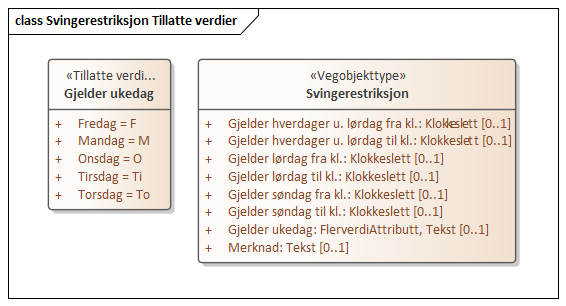 class Svingerestriksjon Tillatte verdier
«Tillatte verdi...
Gjelder ukedag
+ Fredag = F
+ Mandag = M
+ Onsdag = O
+ Tirsdag = Ti
+ Torsdag = To
«Vegobjekttype»
Svingerestriksjon
+ Gjelder hverdager u. lørdag fra kl.: Klokkeslett [0..1]
+ Gjelder hverdager u. lørdag til kl.: Klokkeslett [0..1]
+ Gjelder lørdag fra kl.: Klokkeslett [0..1]
+ Gjelder lørdag til kl.: Klokkeslett [0..1]
+ Gjelder søndag fra kl.: Klokkeslett [0..1]
+ Gjelder søndag til kl.: Klokkeslett [0..1]
+ Gjelder ukedag: FlerverdiAttributt, Tekst [0..1]
+ Merknad: Tekst [0..1]